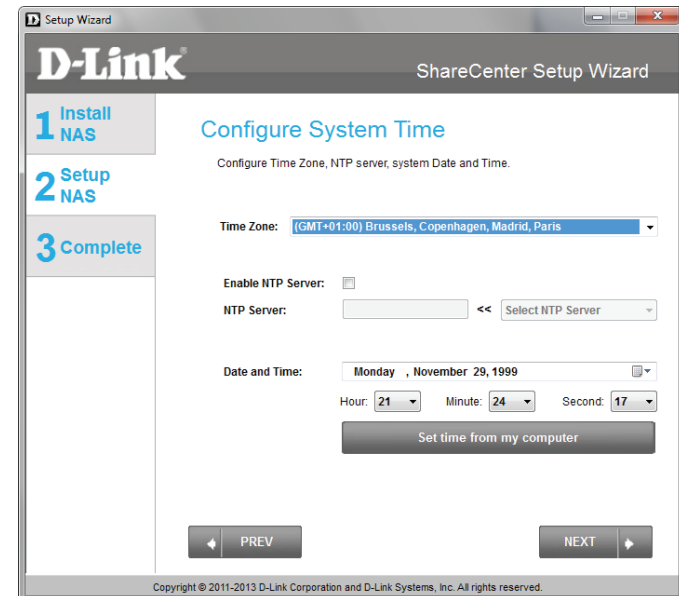 Setup Wizard
D-Link
ShareCenter Setup Wizard
1 Install NAS
2 Setup NAS
3 Complete
Configure System Time
Configure Time Zone, NTP server, system Date and Time.
Time Zone: (GMT+01:00) Brussels, Copenhagen, Madrid, Paris
Enable NTP Server:
NTP Server: << Select NTP Server
Date and Time: Monday , November 29, 1999
Hour: 21 Minute: 24 Second: 17
Set time from my computer
PREV NEXT
Copyright © 2011-2013 D-Link Corporation and D-Link Systems, Inc. All rights reserved.